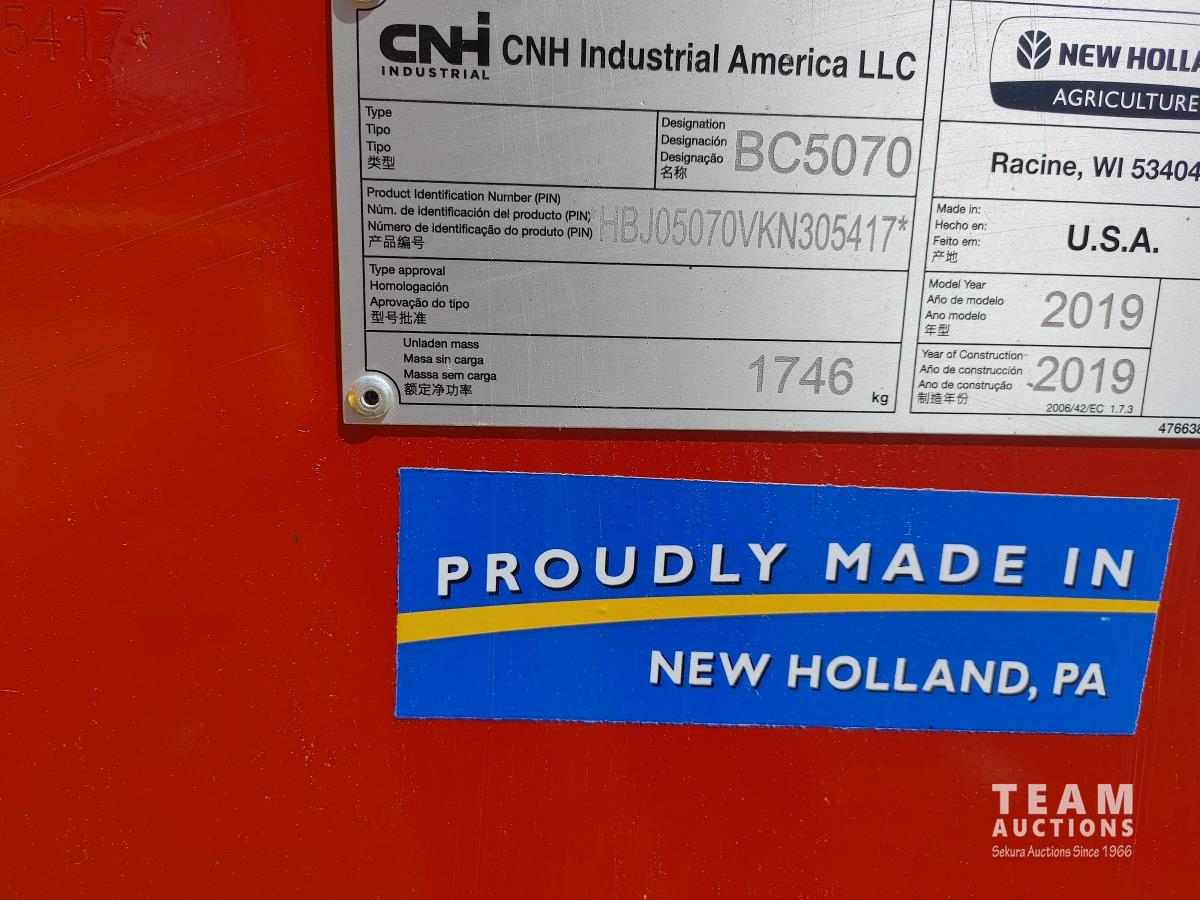 5417*
CNH INDUSTRIAL CNH Industrial America LLC
Type
Tipo
Tipo
类型
Designation
Designación
Designação
名称
BC5070
Product Identification Number (PIN)
Núm. de identificación del producto (PIN)
Número de identificação do produto (PIN)
产品编号
*HBJ05070VKN305417*
Type approval
Homologación
Aprovação do tipo
型号批准
Unladen mass
Masa sin carga
Massa sem carga
额定净功率
1746 kg
NEW HOLLA
AGRICULTURE
Racine, WI 53404
Made in:
Hecho en:
Feito em:
产地
U.S.A.
Model Year
Año de modelo
Ano modelo
年型
2019
Year of Construction
Año de construcción
Ano de construção
制造年份
2019
2006/42/EC 1.7.3
476638
PROUDLY MADE IN
NEW HOLLAND, PA
TEAM
AUCTIONS
Sekura Auctions Since 1966